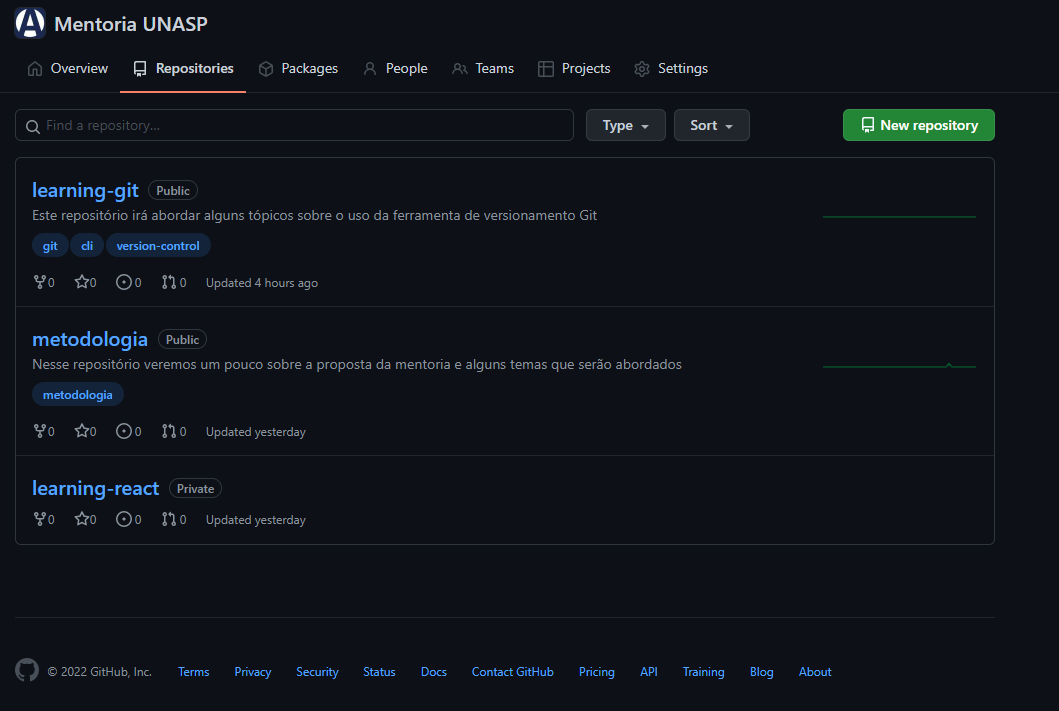 Mentoria UNASP
Overview Repositories Packages People Teams Projects Settings
Find a repository... Type Sort New repository
learning-git Public
Este repositório irá abordar alguns tópicos sobre o uso da ferramenta de versionamento Git
git cli version-control
0 0 0 0 Updated 4 hours ago
metodologia Public
Nesse repositório veremos um pouco sobre a proposta da mentoria e alguns temas que serão abordados
metodologia
0 0 0 0 Updated yesterday
learning-react Private
0 0 0 0 Updated yesterday
© 2022 GitHub, Inc. Terms Privacy Security Status Docs Contact GitHub Pricing API Training Blog About